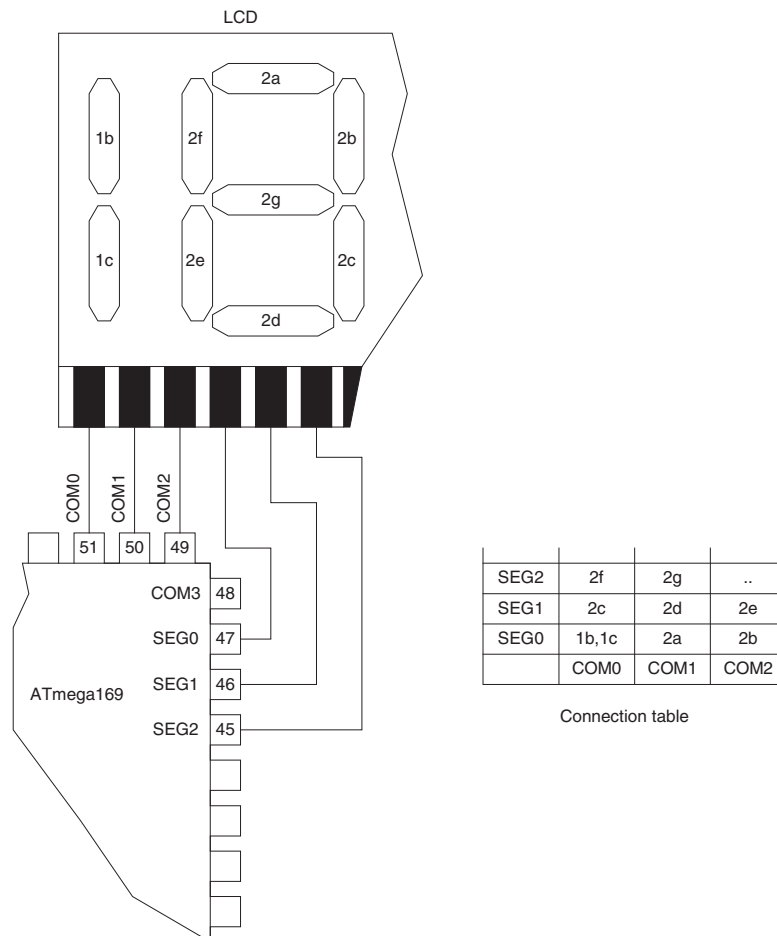 LCD
2a
1b 2f 2b
2g
1c 2e 2c
2d
COM0 COM1 COM2
51 50 49
COM3 48
SEG0 47
ATmega169
SEG1 46
SEG2 45
SEG2 2f 2g ..
SEG1 2c 2d 2e
SEG0 1b,1c 2a 2b
COM0 COM1 COM2
Connection table